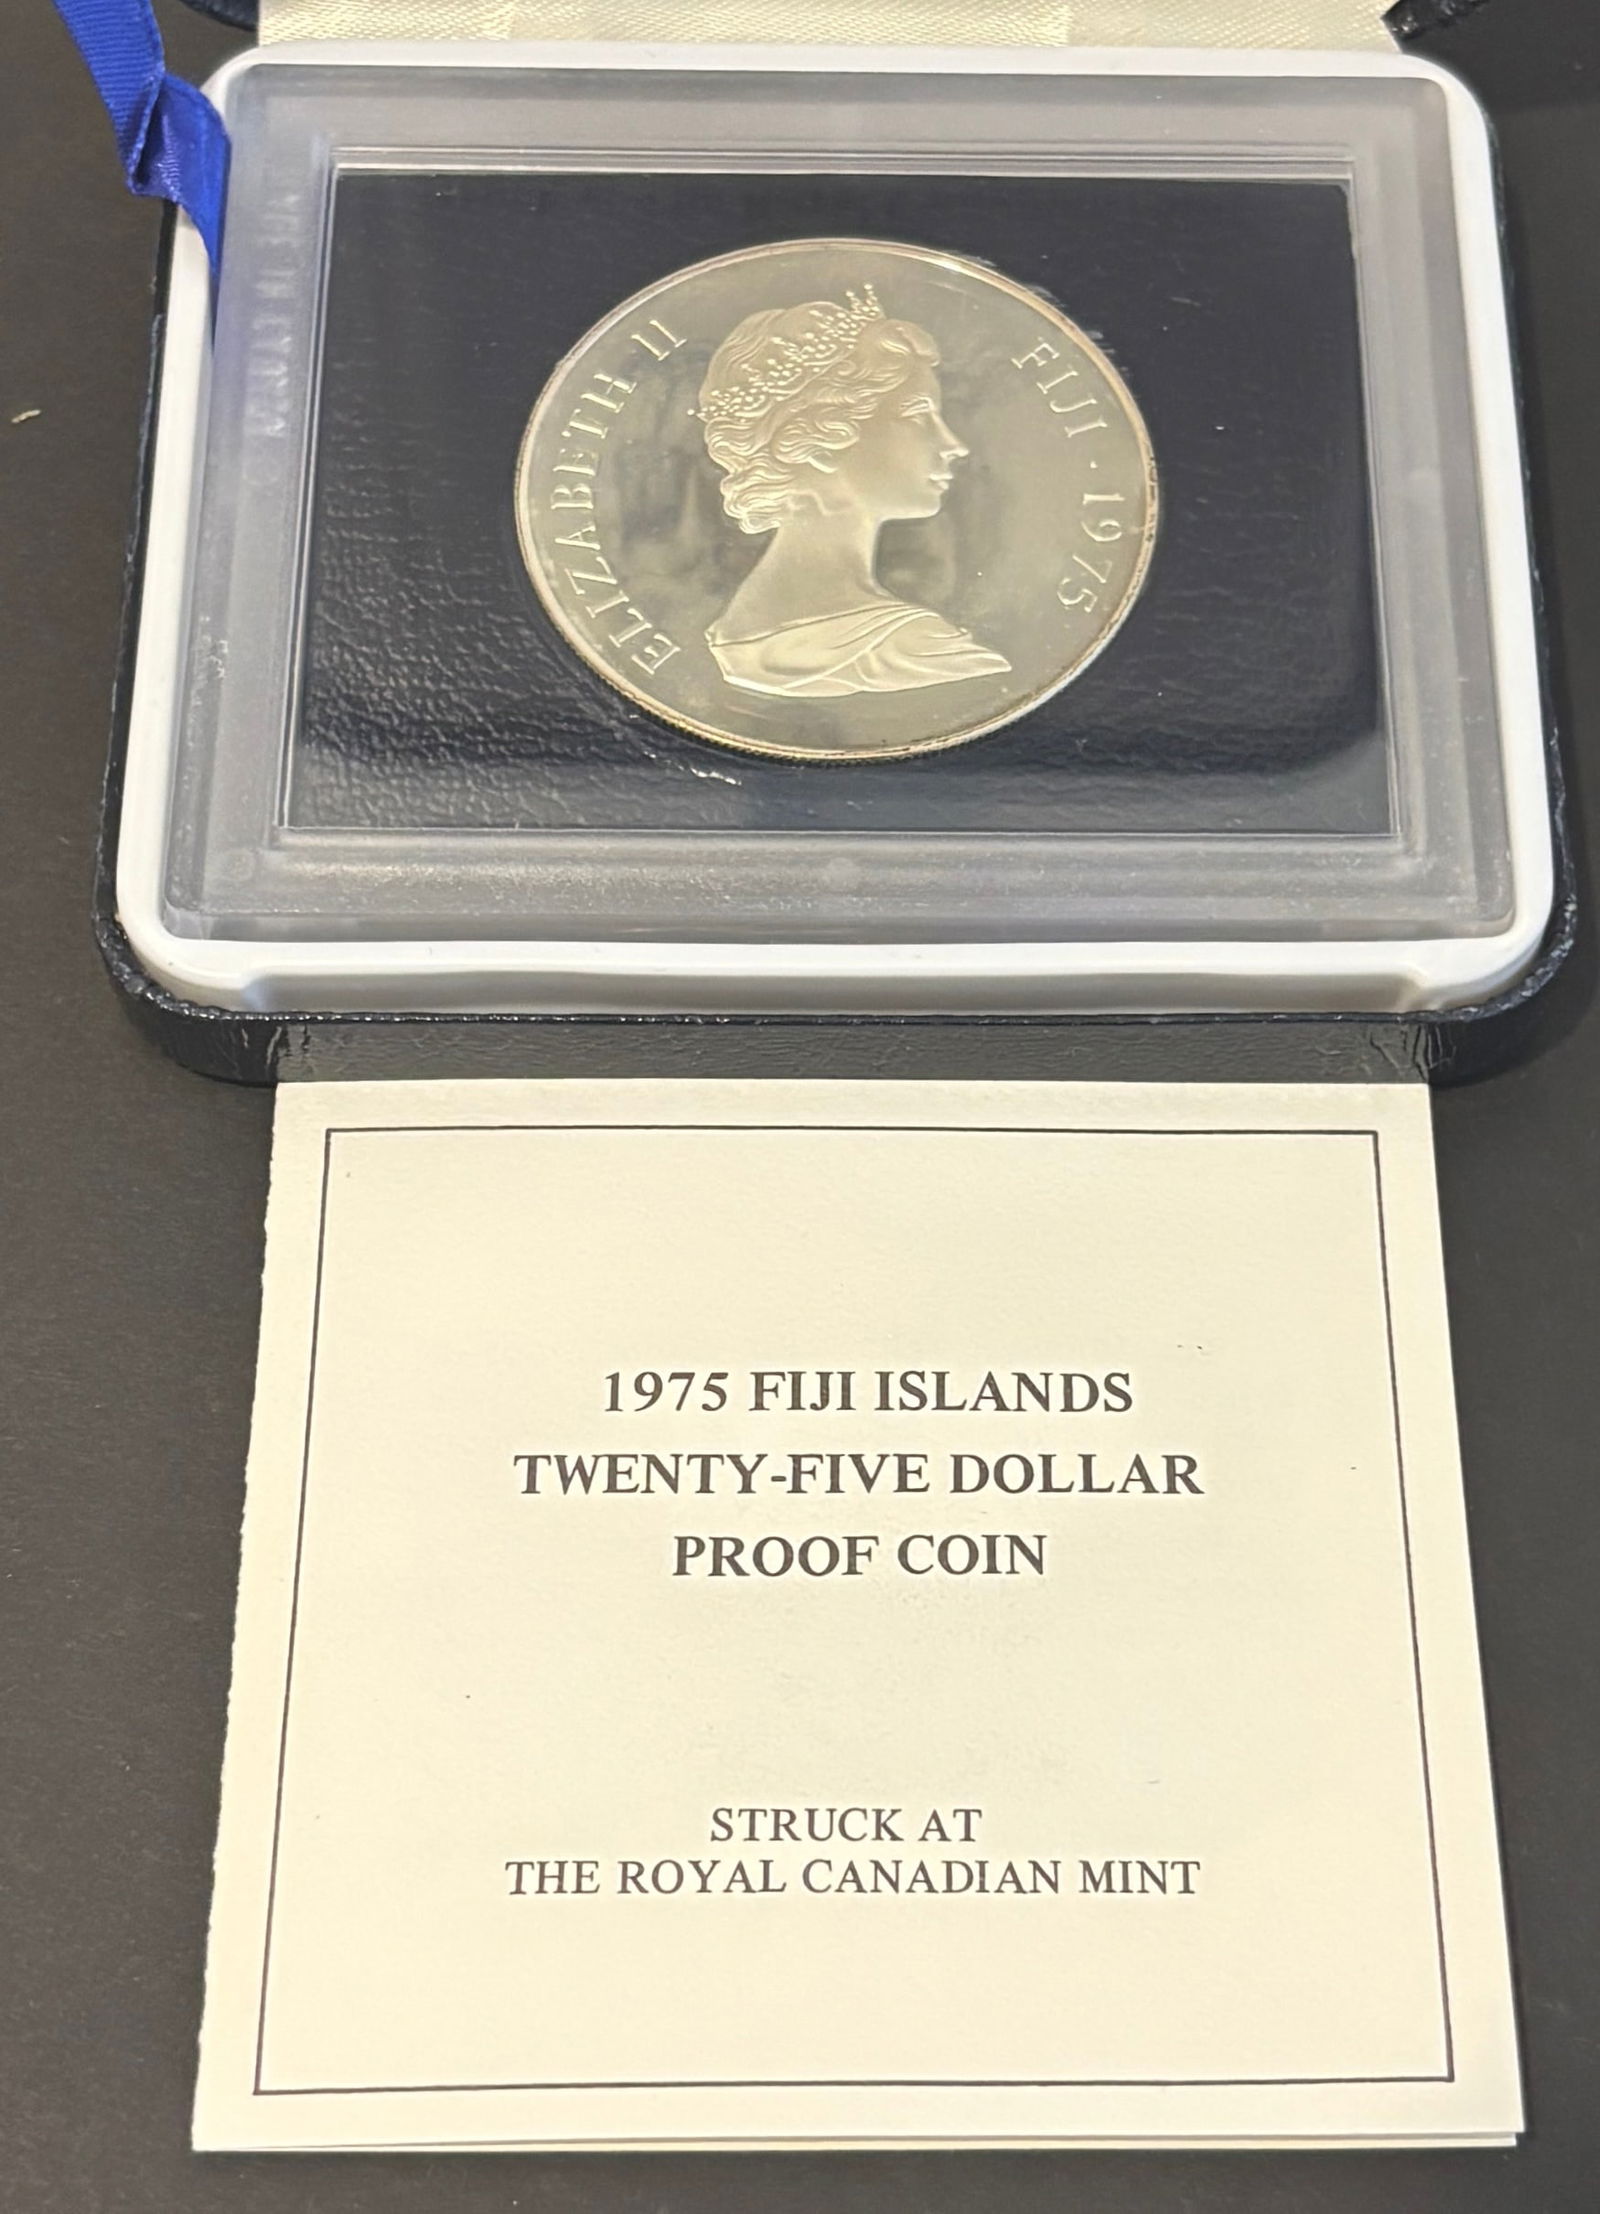 ELIZABETH II
FIJI · 1975
1975 FIJI ISLANDS
TWENTY-FIVE DOLLAR
PROOF COIN
STRUCK AT
THE ROYAL CANADIAN MINT